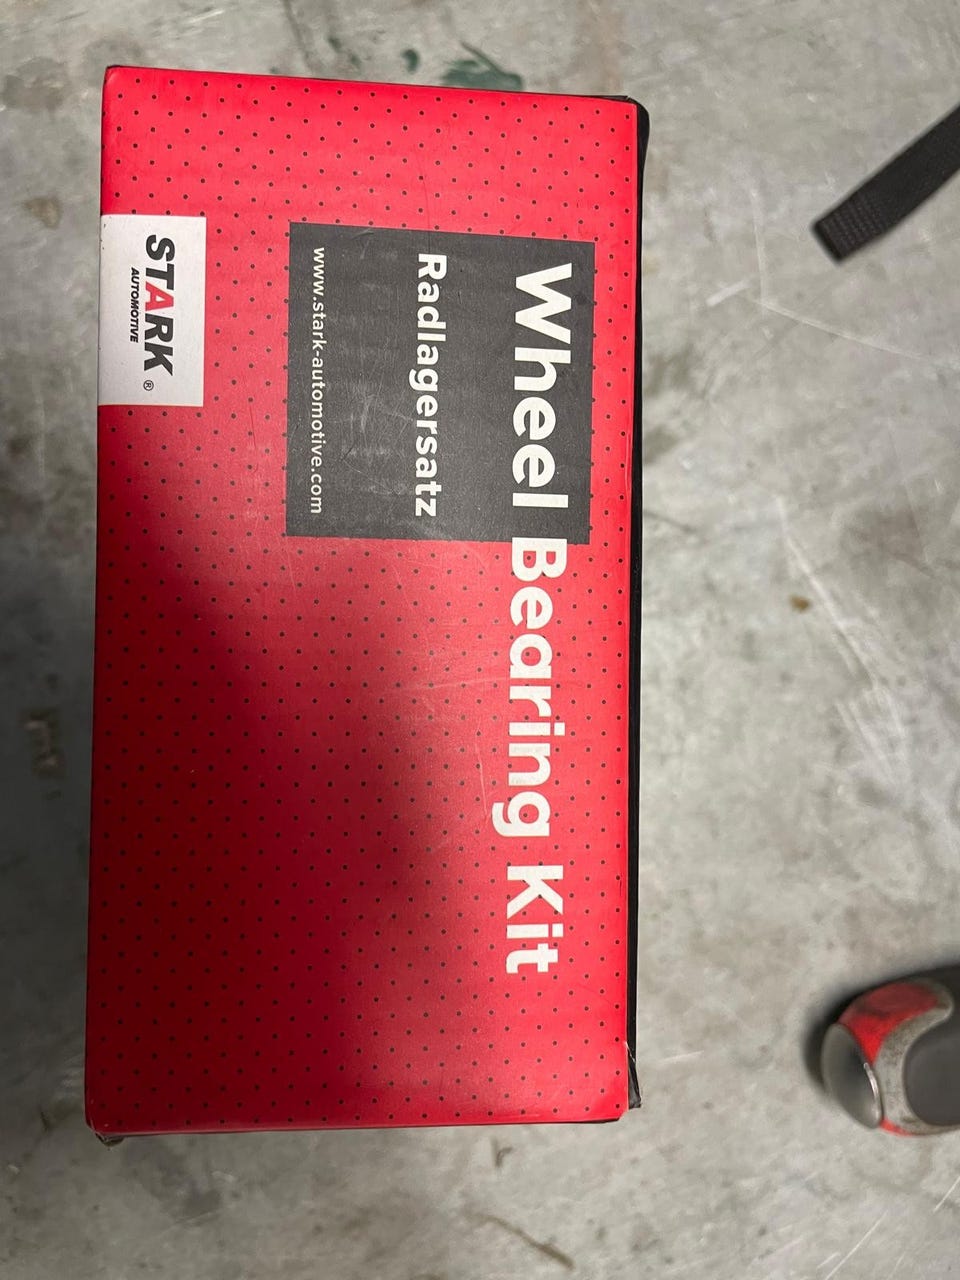 Wheel Bearing Kit
Radlagersatz
www.stark-automotive.com
STARK ®
AUTOMOTIVE